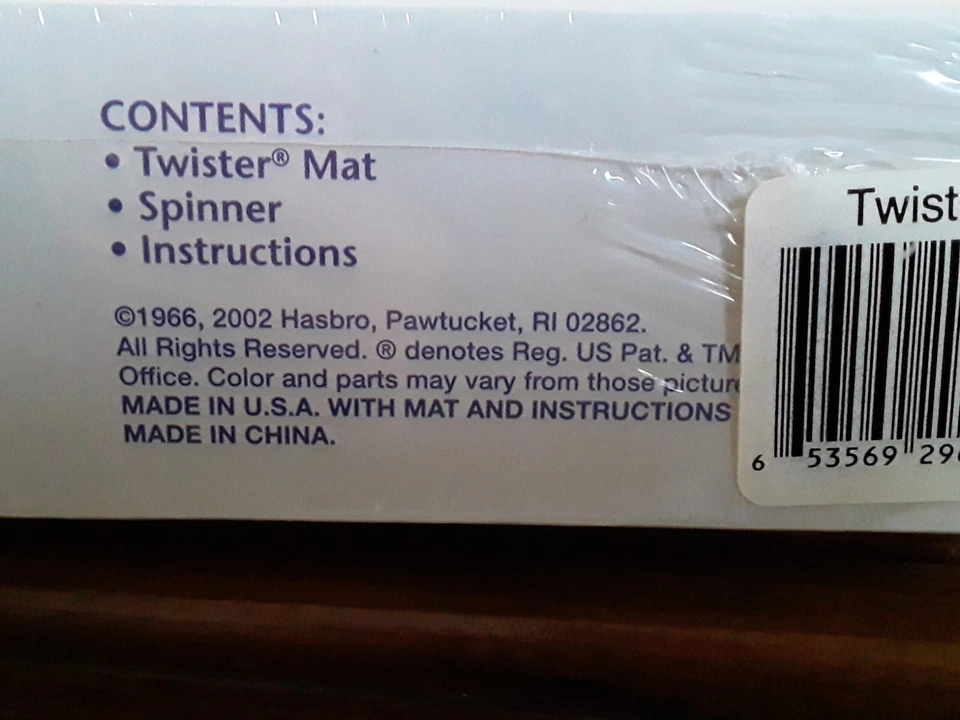 CONTENTS:
• Twister® Mat
• Spinner
• Instructions
©1966, 2002 Hasbro, Pawtucket, RI 02862.
All Rights Reserved. ® denotes Reg. US Pat. & TM
Office. Color and parts may vary from those picture
MADE IN U.S.A. WITH MAT AND INSTRUCTIONS
MADE IN CHINA.
Twist
6 53569 29